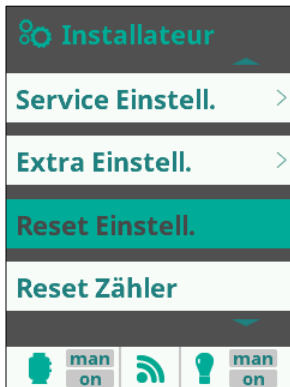 Installateur
Service Einstell.
Extra Einstell.
Reset Einstell.
Reset Zähler
man man
on on